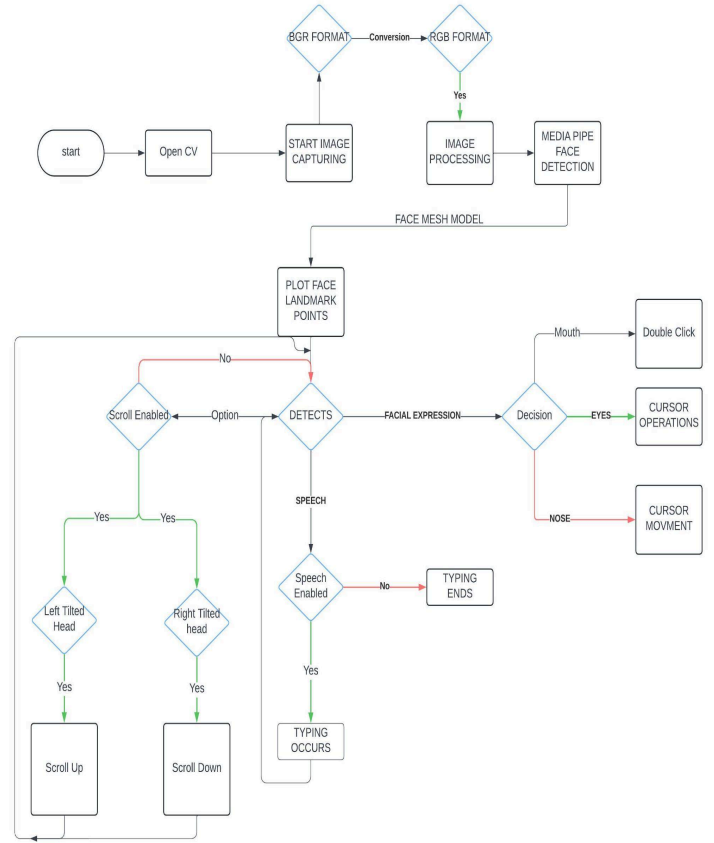 BGR FORMAT
Conversion
RGB FORMAT
Yes
start
Open CV
START IMAGE
CAPTURING
IMAGE
PROCESSING
MEDIA PIPE
FACE
DETECTION
FACE MESH MODEL
PLOT FACE
LANDMARK
POINTS
Mouth
Double Click
No
Scroll Enabled
Option
DETECTS
FACIAL EXPRESSION
Decision
EYES
CURSOR
OPERATIONS
SPEECH
NOSE
CURSOR
MOVMENT
Yes
Yes
Speech
Enabled
No
TYPING
ENDS
Left Tilted
Head
Right Tilted
head
Yes
Yes
Yes
TYPING
OCCURS
Scroll Up
Scroll Down